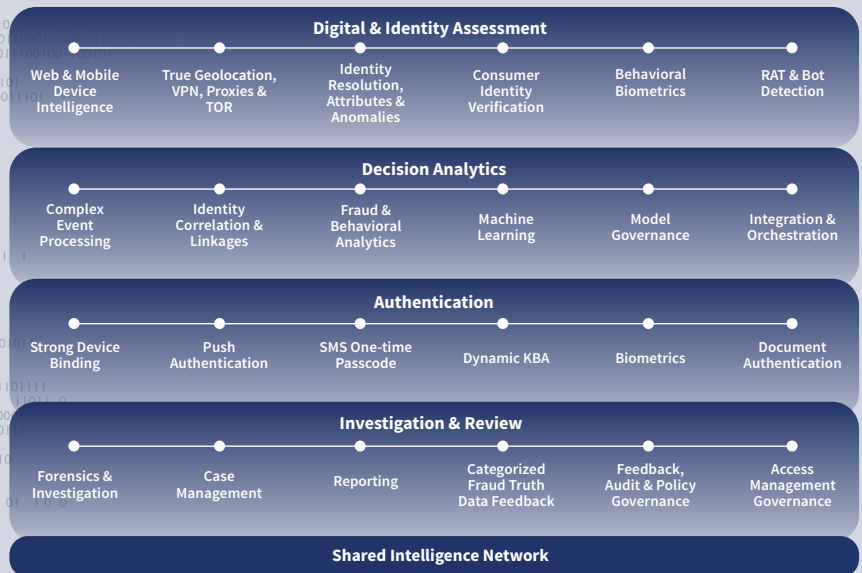 Digital & Identity Assessment
Web & Mobile
Device
Intelligence
True Geolocation,
VPN, Proxies &
TOR
Identity
Resolution,
Attributes &
Anomalies
Consumer
Identity
Verification
Behavioral
Biometrics
RAT & Bot
Detection
Decision Analytics
Complex
Event
Processing
Identity
Correlation &
Linkages
Fraud &
Behavioral
Analytics
Machine
Learning
Model
Governance
Integration &
Orchestration
Authentication
Strong Device
Binding
Push
Authentication
SMS One-time
Passcode
Dynamic KBA
Biometrics
Document
Authentication
Investigation & Review
Forensics &
Investigation
Case
Management
Reporting
Categorized
Fraud Truth
Data Feedback
Feedback,
Audit & Policy
Governance
Access
Management
Governance
Shared Intelligence Network